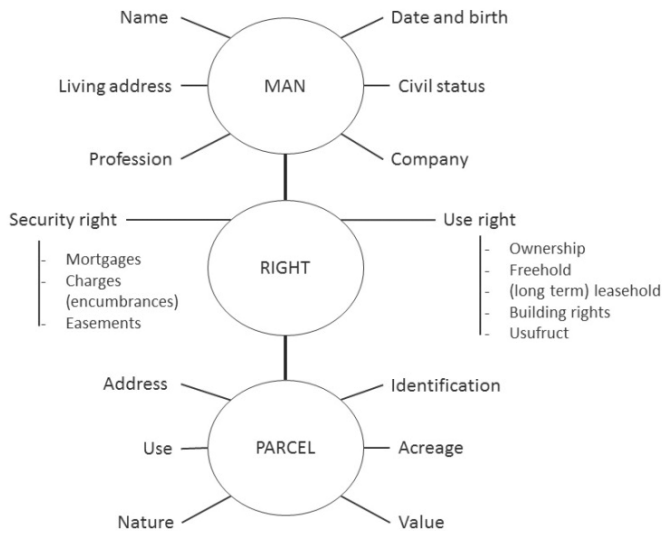 Name
Date and birth
Living address
MAN
Civil status
Profession
Company
Security right
Use right
- Mortgages
- Charges
(encumbrances)
- Easements
RIGHT
- Ownership
- Freehold
- (long term) leasehold
- Building rights
- Usufruct
Address
Identification
Use
PARCEL
Acreage
Nature
Value